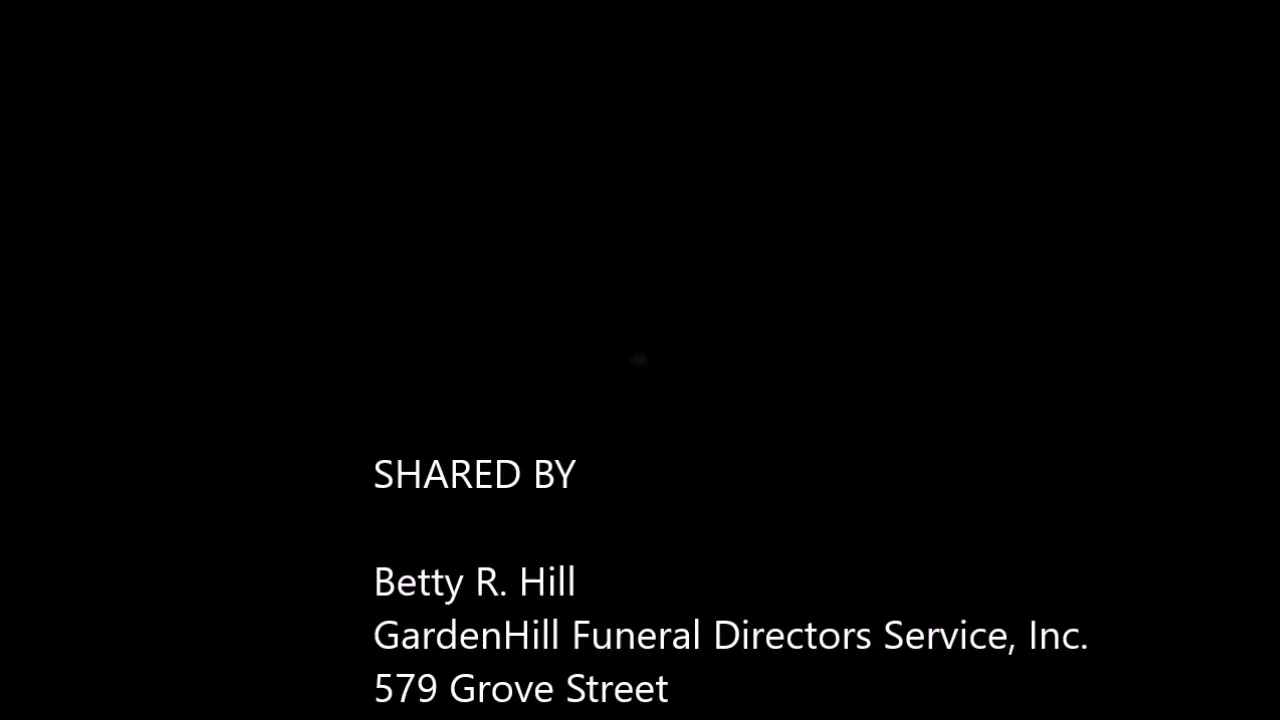 SHARED BY
Betty R. Hill
GardenHill Funeral Directors Service, Inc.
579 Grove Street